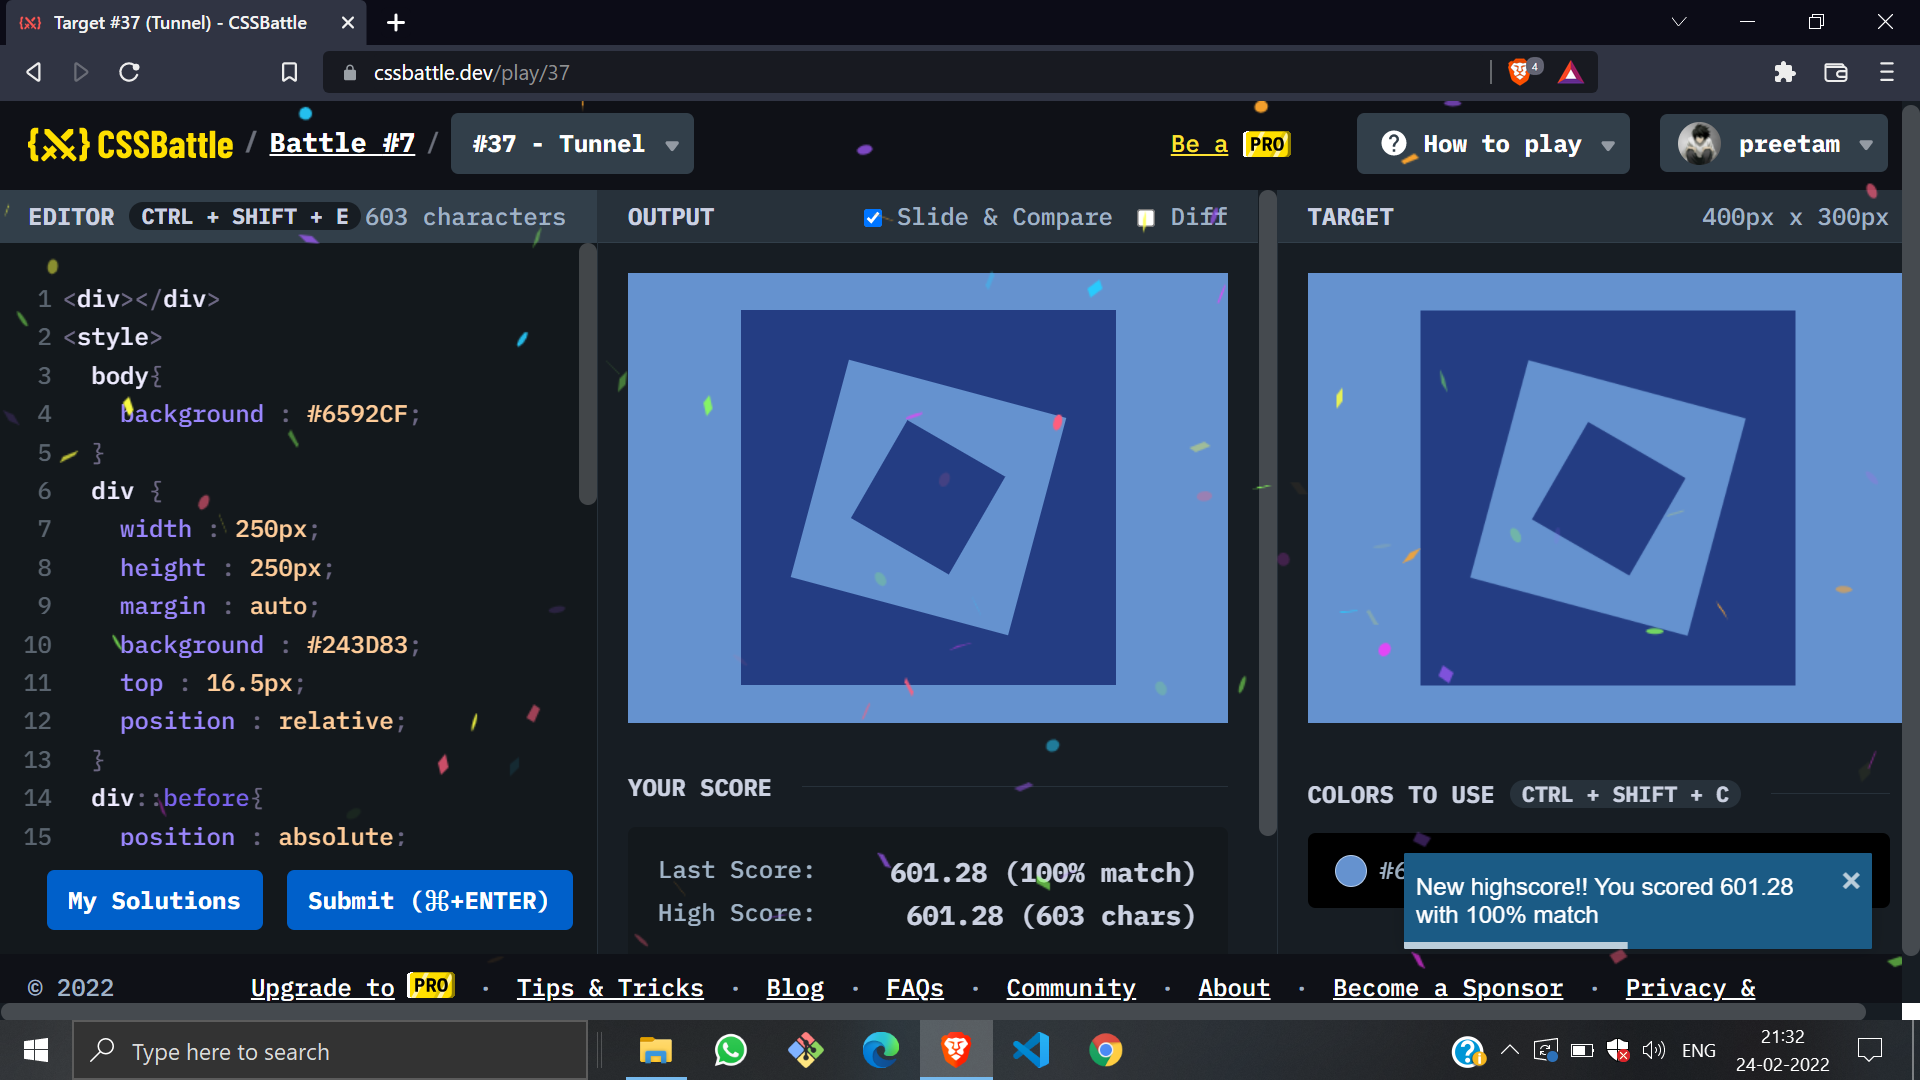 Target #37 (Tunnel) - CSSBattle
cssbattle.dev/play/37
4
CSSBattle / Battle #7 / #37 - Tunnel
Be a PRO
How to play
preetam
EDITOR CTRL + SHIFT + E 603 characters
OUTPUT
Slide & Compare
Diff
TARGET
400px x 300px
1 <div></div>
2 <style>
3 body{
4 background : #6592CF;
5 }
6 div {
7 width : 250px;
8 height : 250px;
9 margin : auto;
10 background : #243D83;
11 top : 16.5px;
12 position : relative;
13 }
14 div::before{
15 position : absolute;
My Solutions
Submit (⌘+ENTER)
YOUR SCORE
Last Score: 601.28 (100% match)
High Score: 601.28 (603 chars)
COLORS TO USE CTRL + SHIFT + C
#6
New highscore!! You scored 601.28
with 100% match
© 2022
Upgrade to PRO · Tips & Tricks · Blog · FAQs · Community · About · Become a Sponsor · Privacy &
Type here to search
ENG
21:32
24-02-2022